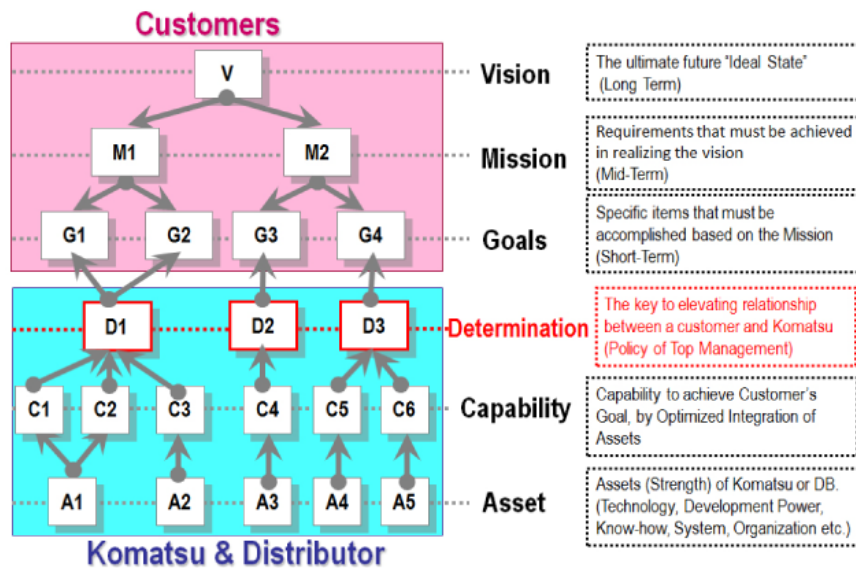 Customers
V
Vision
The ultimate future "Ideal State"
(Long Term)
M1
M2
Mission
Requirements that must be achieved
in realizing the vision
(Mid-Term)
G1
G2
G3
G4
Goals
Specific items that must be
accomplished based on the Mission
(Short-Term)
D1
D2
D3
Determination
The key to elevating relationship
between a customer and Komatsu
(Policy of Top Management)
C1
C2
C3
C4
C5
C6
Capability
Capability to achieve Customer's
Goal, by Optimized Integration of
Assets
A1
A2
A3
A4
A5
Asset
Assets (Strength) of Komatsu or DB.
(Technology, Development Power,
Know-how, System, Organization etc.)
Komatsu & Distributor